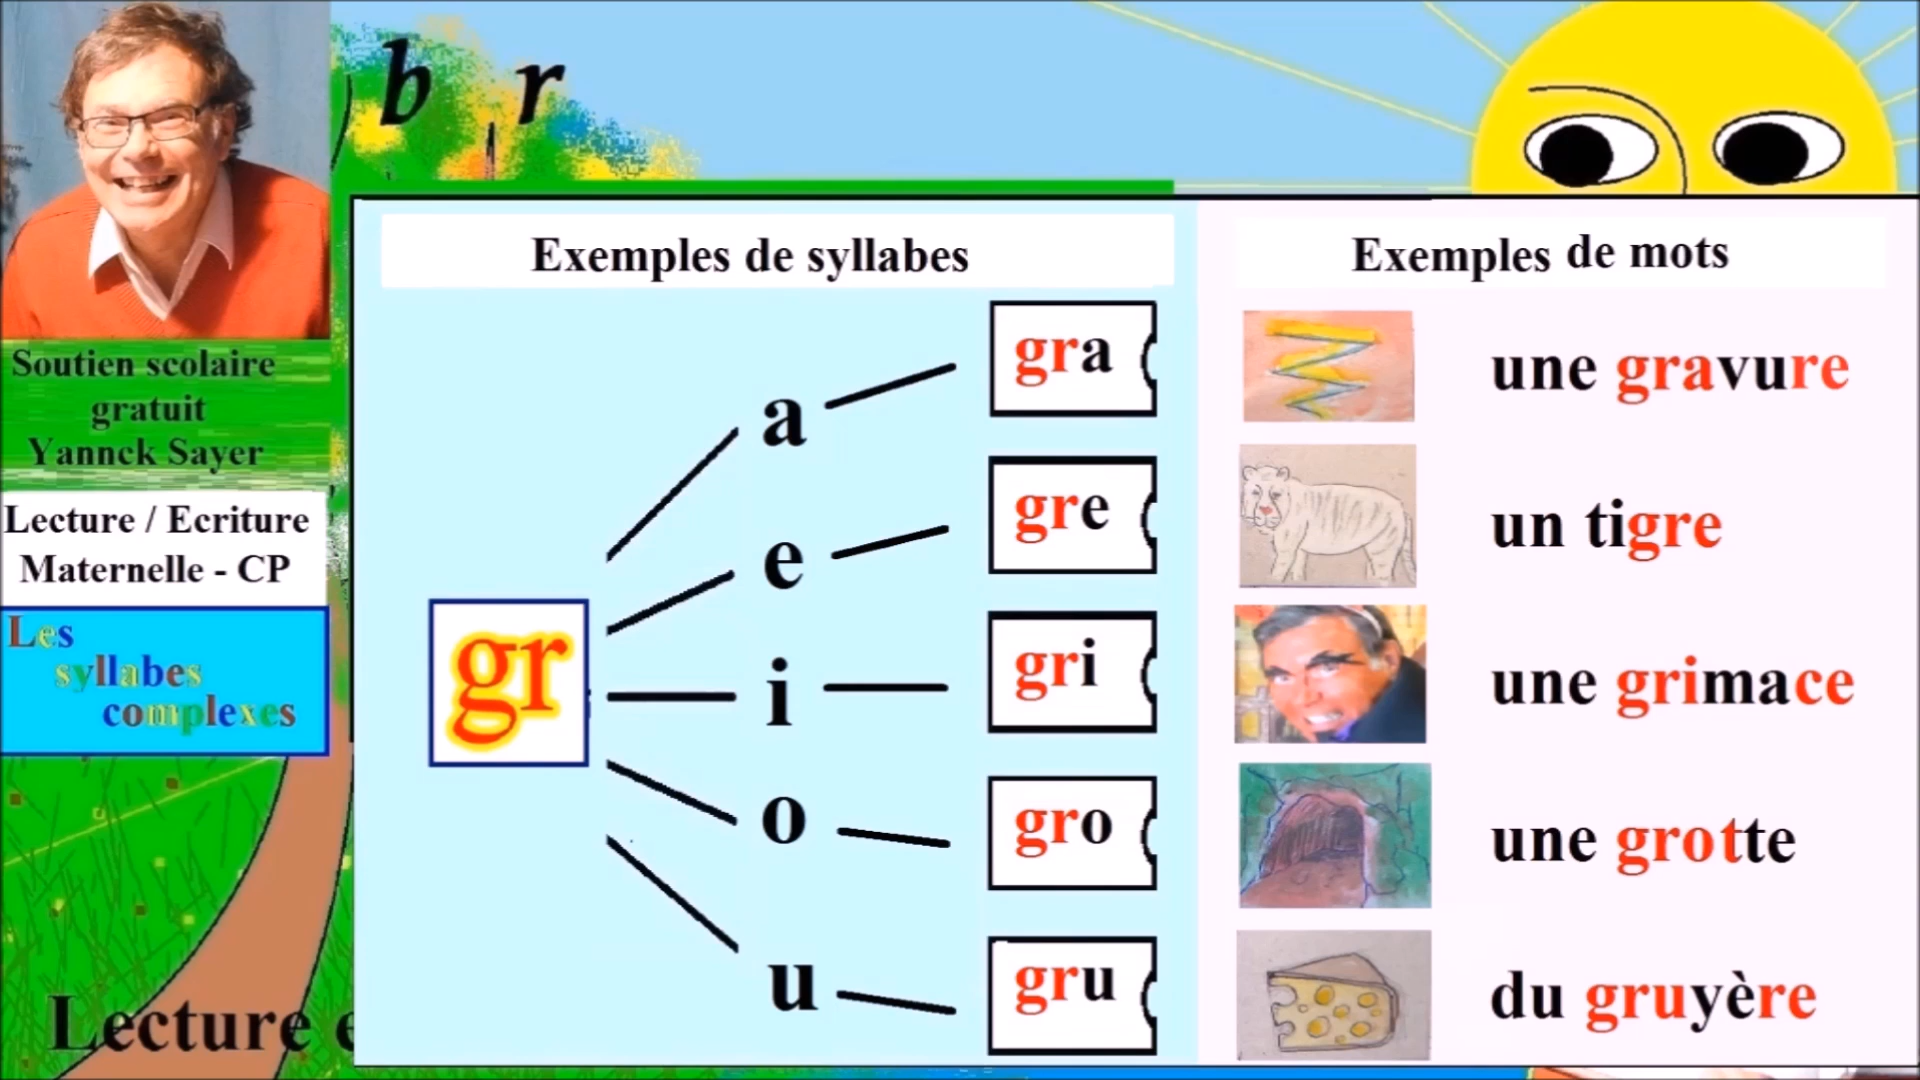 b r
Soutien scolaire
gratuit
Yannck Sayer
Lecture / Ecriture
Maternelle - CP
Les
syllabes
complexes
Lecture e
Exemples de syllabes
gr
a
e
i
o
u
gra
gre
gri
gro
gru
Exemples de mots
une gravure
un tigre
une grimace
une grotte
du gruyère